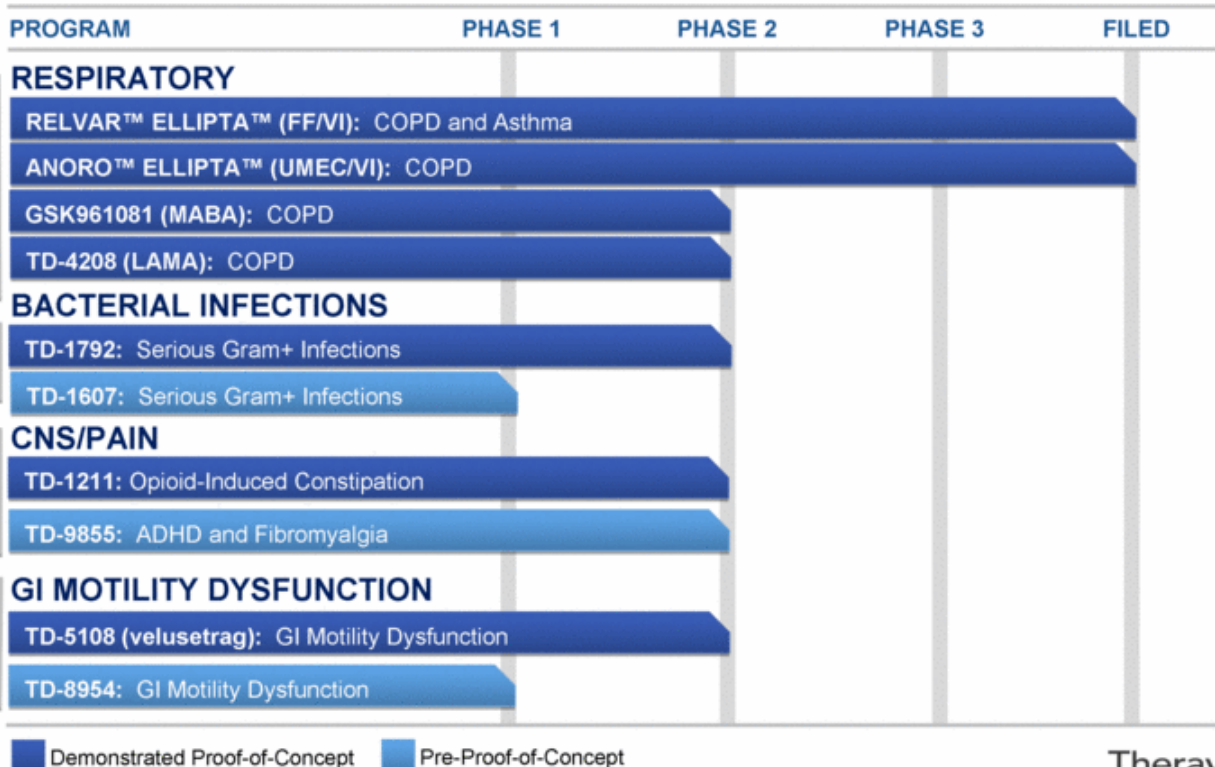 PROGRAM PHASE 1 PHASE 2 PHASE 3 FILED
RESPIRATORY
RELVAR™ ELLIPTA™ (FF/VI): COPD and Asthma
ANORO™ ELLIPTA™ (UMEC/VI): COPD
GSK961081 (MABA): COPD
TD-4208 (LAMA): COPD
BACTERIAL INFECTIONS
TD-1792: Serious Gram+ Infections
TD-1607: Serious Gram+ Infections
CNS/PAIN
TD-1211: Opioid-Induced Constipation
TD-9855: ADHD and Fibromyalgia
GI MOTILITY DYSFUNCTION
TD-5108 (velusetrag): GI Motility Dysfunction
TD-8954: GI Motility Dysfunction
Demonstrated Proof-of-Concept Pre-Proof-of-Concept